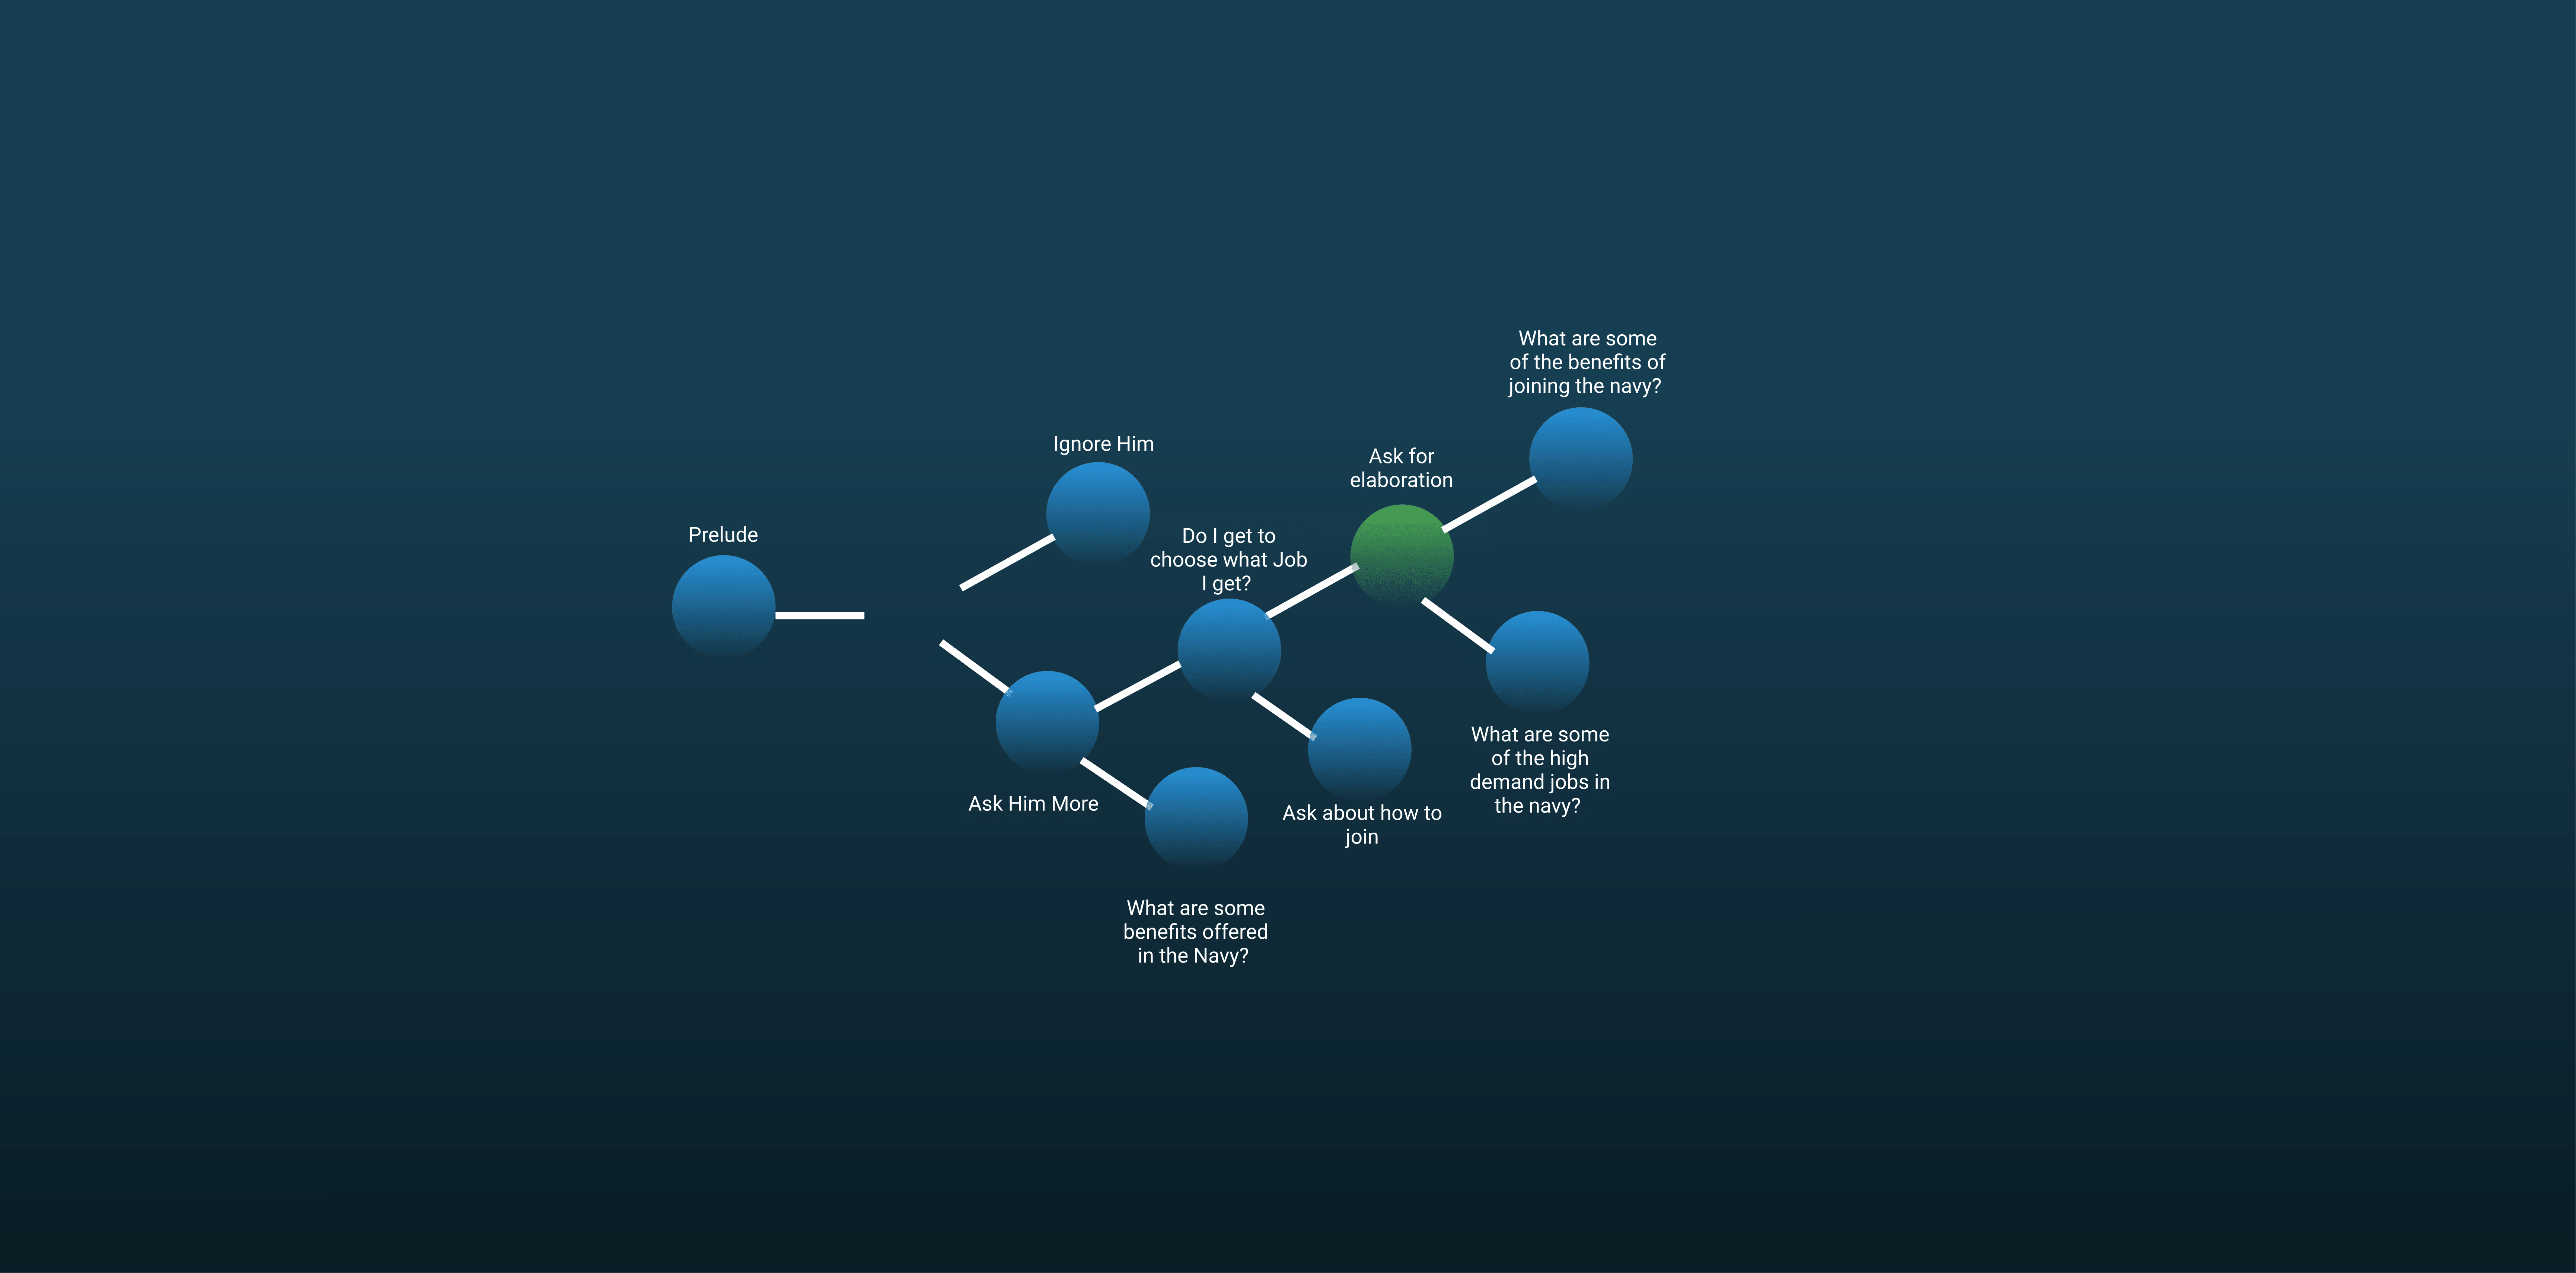 What are some
of the benefits of
joining the navy?
Ignore Him
Ask for
elaboration
Prelude
Do I get to
choose what Job
I get?
What are some
of the high
demand jobs in
the navy?
Ask Him More
Ask about how to
join
What are some
benefits offered
in the Navy?